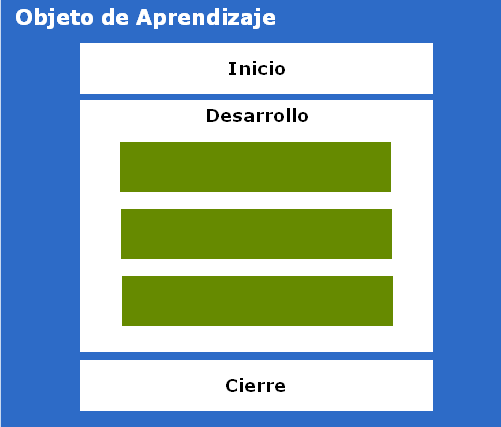 Objeto de Aprendizaje
Inicio
Desarrollo
Cierre